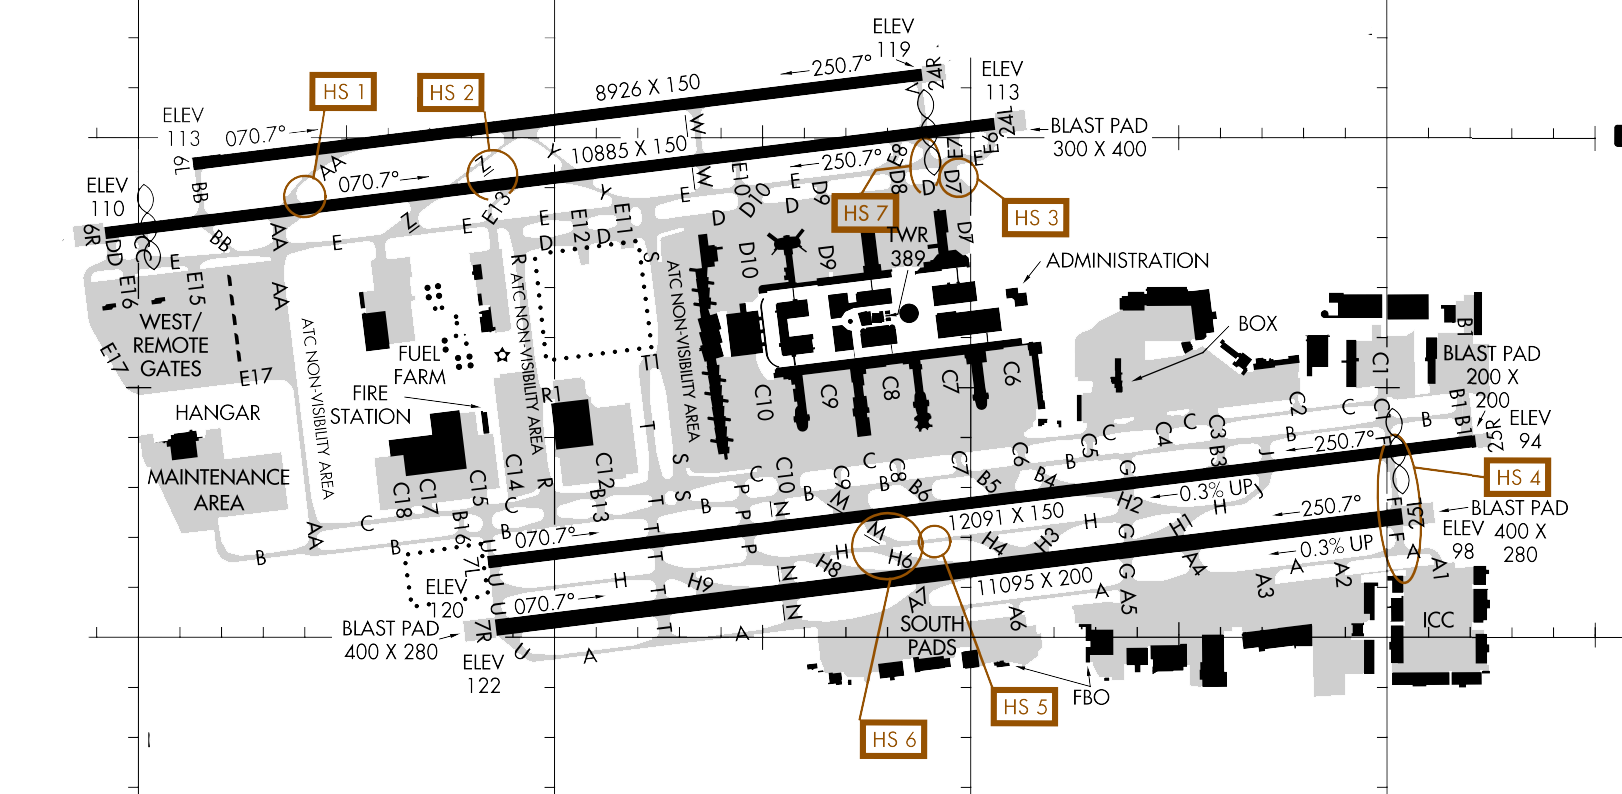 ELEV
119
24R
250.7°
ELEV
113
HS 1
HS 2
8926 X 150
ELEV
113
070.7°
6L
V
24L
BLAST PAD
300 X 400
W
Y
10885 X 150
250.7°
E8
E7
E6
E
AA
Z
BB
070.7°
ELEV
110
CC
6R
DD
W
E
E10
D10
E
D9
D8
D
D7
HS 7
HS 3
D
D
BB
AA
E
Z
E
E13
E
D
E12
Y
D
E11
E
E16
E15
AA
S
R
D10
D9
TWR
389
D7
ADMINISTRATION
WEST/
REMOTE
GATES
E17
E17
ATC NON-VISIBILITY AREA
ATC NON-VISIBILITY AREA
ATC NON-VISIBILITY AREA
FUEL
FARM
FIRE
STATION
T1
R1
T
BOX
B1
BLAST PAD
200 X
200
C1
C6
C7
C8
C9
C10
HANGAR
MAINTENANCE
AREA
C2
C
C1
B
B1
B1
ELEV
94
25R
C3
B3
C
C4
C5
B
B
250.7°
F
J
J
HS 4
C18
C17
C15
C14
R
C12
B13
S
S
T
C
C10
C9
C
C8
C7
C6
B4
B5
B6
B
B
B
P
N
M
G
H2
0.3% UP
H
AA
C
B
B
B16
U
C
B
070.7°
12091 X 150
250.7°
F
25L
BLAST PAD
400 X
280
ELEV
98
7L
U
U
T
T
T
P
N
N
M
H
H6
H8
H9
H
H4
H3
H
G
H1
0.3% UP
F
A
A1
A2
A
A3
A4
G
A5
A
ELEV
120
070.7°
11095 X 200
A7
A6
SOUTH
PADS
ICC
BLAST PAD
400 X 280
7R
U
A
A
T
ELEV
122
FBO
HS 5
HS 6